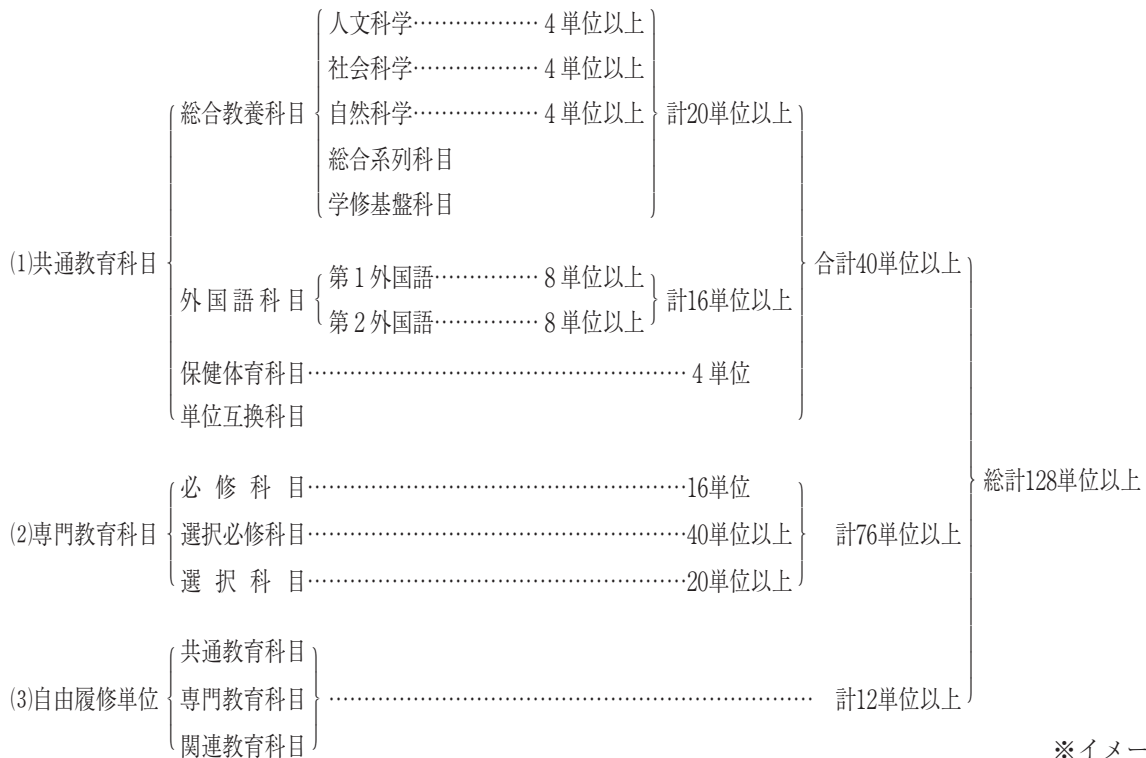 人文科学……………… 4 単位以上
社会科学……………… 4 単位以上
総合教養科目 自然科学……………… 4 単位以上 計20単位以上
総合系列科目
学修基盤科目
(1)共通教育科目 合計40単位以上
第1外国語…………… 8 単位以上
外国語科目 計16単位以上
第2外国語…………… 8 単位以上
保健体育科目……………………………………………… 4 単位
単位互換科目
総計128単位以上
必修科目………………………………………………16単位
(2)専門教育科目 選択必修科目………………………………………………40単位以上 計76単位以上
選択科目………………………………………………20単位以上
共通教育科目
(3)自由履修単位 専門教育科目 ……………………………………………………………… 計12単位以上
関連教育科目
※イメー